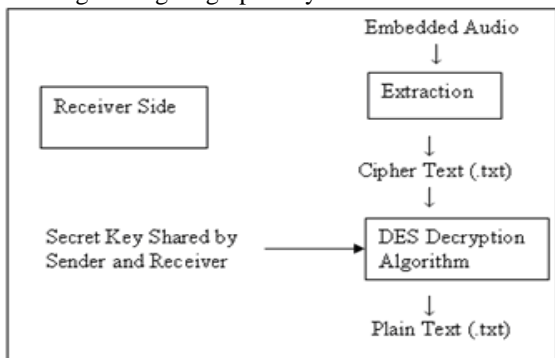 Embedded Audio
Extraction
Receiver Side
Cipher Text (.txt)
Secret Key Shared by
Sender and Receiver
DES Decryption
Algorithm
Plain Text (.txt)